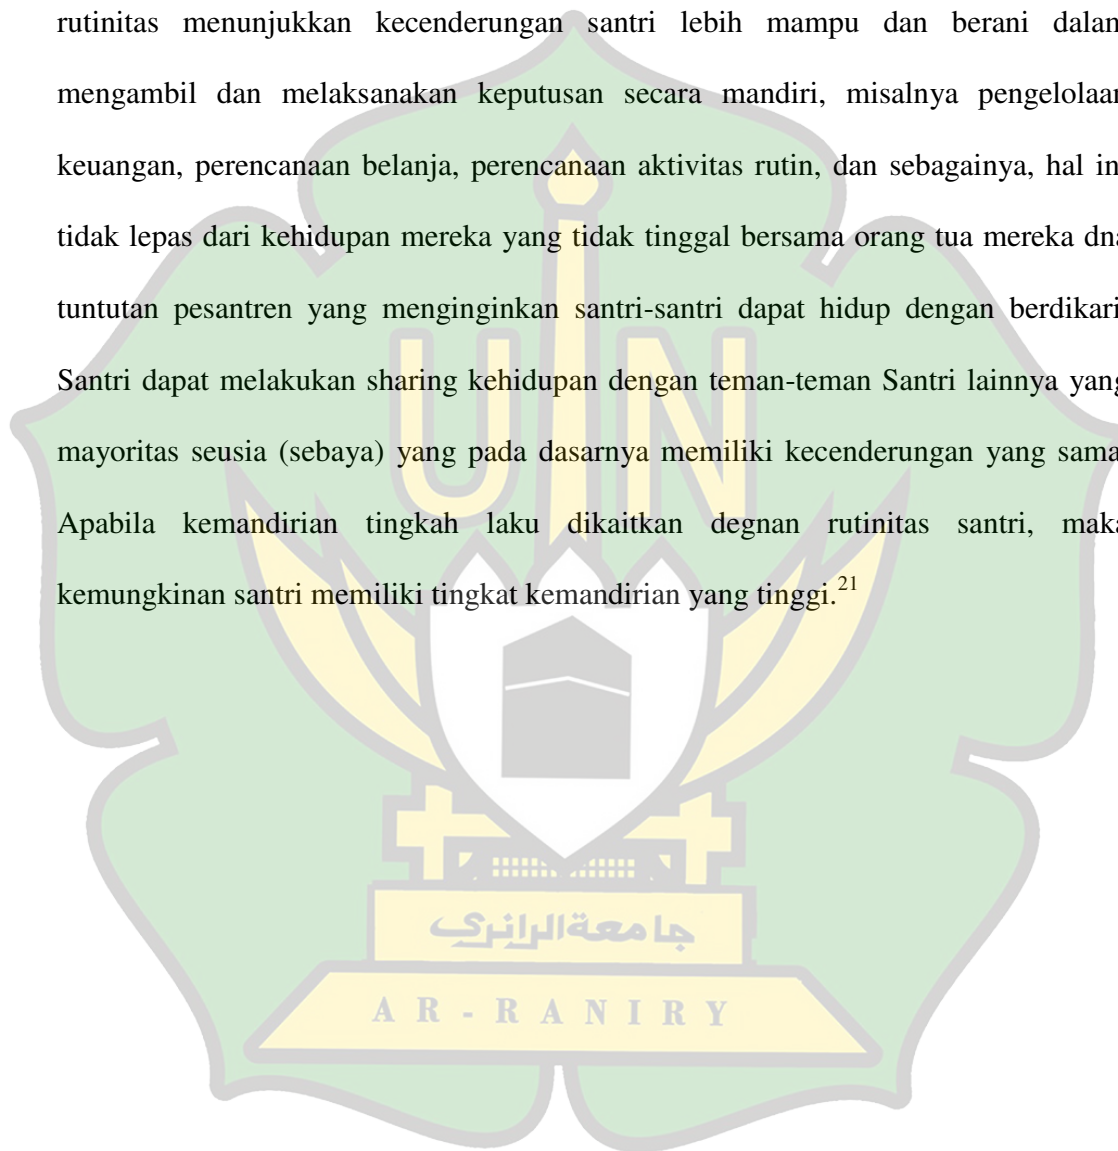 rutinitas menunjukkan kecenderungan santri lebih mampu dan berani dalan
mengambil dan melaksanakan keputusan secara mandiri, misalnya pengelolaan
keuangan, perencanaan belanja, perencanaan aktivitas rutin, dan sebagainya, hal in
tidak lepas dari kehidupan mereka yang tidak tinggal bersama orang tua mereka dna
tuntutan pesantren yang menginginkan santri-santri dapat hidup dengan berdikari
Santri dapat melakukan sharing kehidupan dengan teman-teman Santri lainnya yang
mayoritas seusia (sebaya) yang pada dasarnya memiliki kecenderungan yang sama
Apabila kemandirian tingkah laku dikaitkan degnan rutinitas santri, maka
kemungkinan santri memiliki tingkat kemandirian yang tinggi.21
UIN
جامعةالرانري
AR-RANIRY